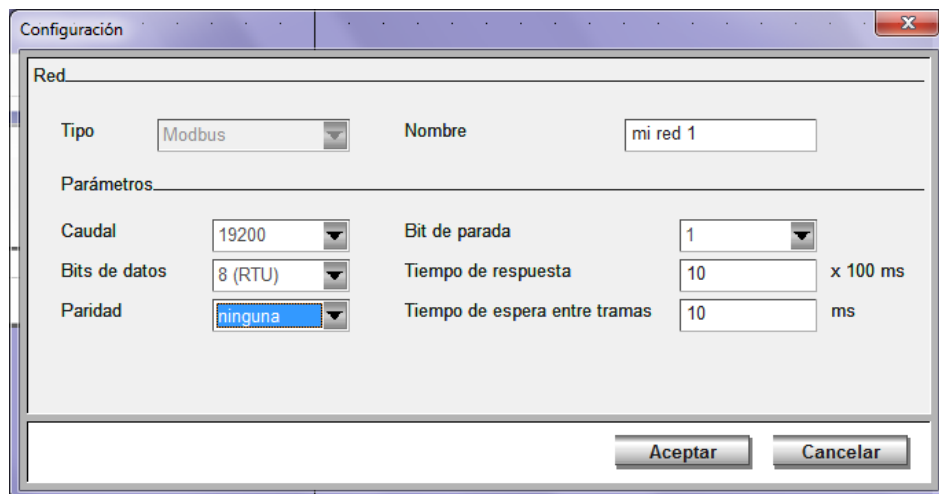 Configuración
Red
Tipo Modbus Nombre mi red 1
Parámetros
Caudal 19200 Bit de parada 1
Bits de datos 8 (RTU) Tiempo de respuesta 10 x 100 ms
Paridad ninguna Tiempo de espera entre tramas 10 ms
Aceptar Cancelar